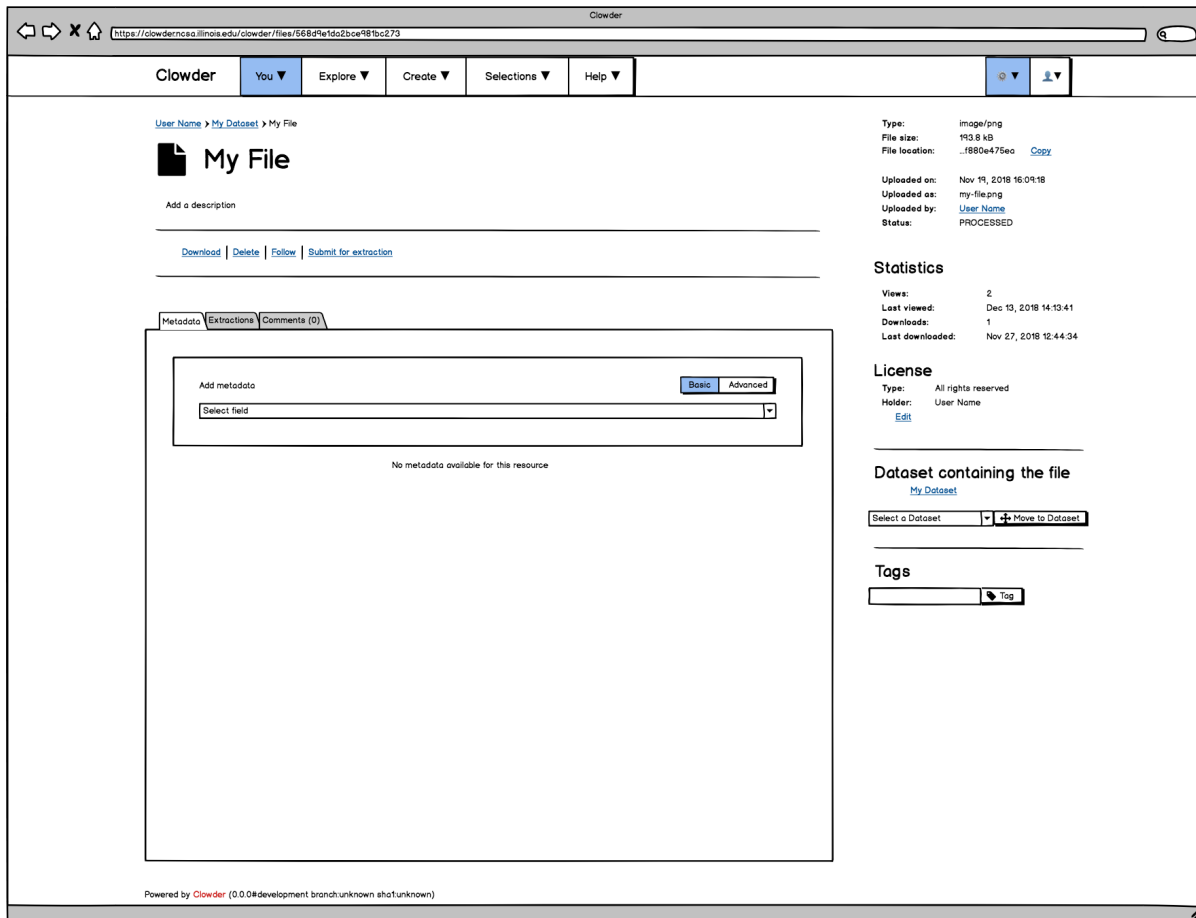 Clowder
https://clowder.ncsa.illinois.edu/clowder/files/568d9e1da2bce981bc273
Clowder You ▼ Explore ▼ Create ▼ Selections ▼ Help ▼
User Name > My Dataset > My File
My File
Add a description
Download | Delete | Follow | Submit for extraction
Metadata Extractions Comments (0)
Add metadata Basic Advanced
Select field
No metadata available for this resource
Type: image/png
File size: 193.8 kB
File location: ...f880e475ea Copy
Uploaded on: Nov 19, 2018 16:09:18
Uploaded as: my-file.png
Uploaded by: User Name
Status: PROCESSED
Statistics
Views: 2
Last viewed: Dec 13, 2018 14:13:41
Downloads: 1
Last downloaded: Nov 27, 2018 12:44:34
License
Type: All rights reserved
Holder: User Name
Edit
Dataset containing the file
My Dataset
Select a Dataset Move to Dataset
Tags
Tag
Powered by Clowder (0.0.0#development branch:unknown sha1:unknown)